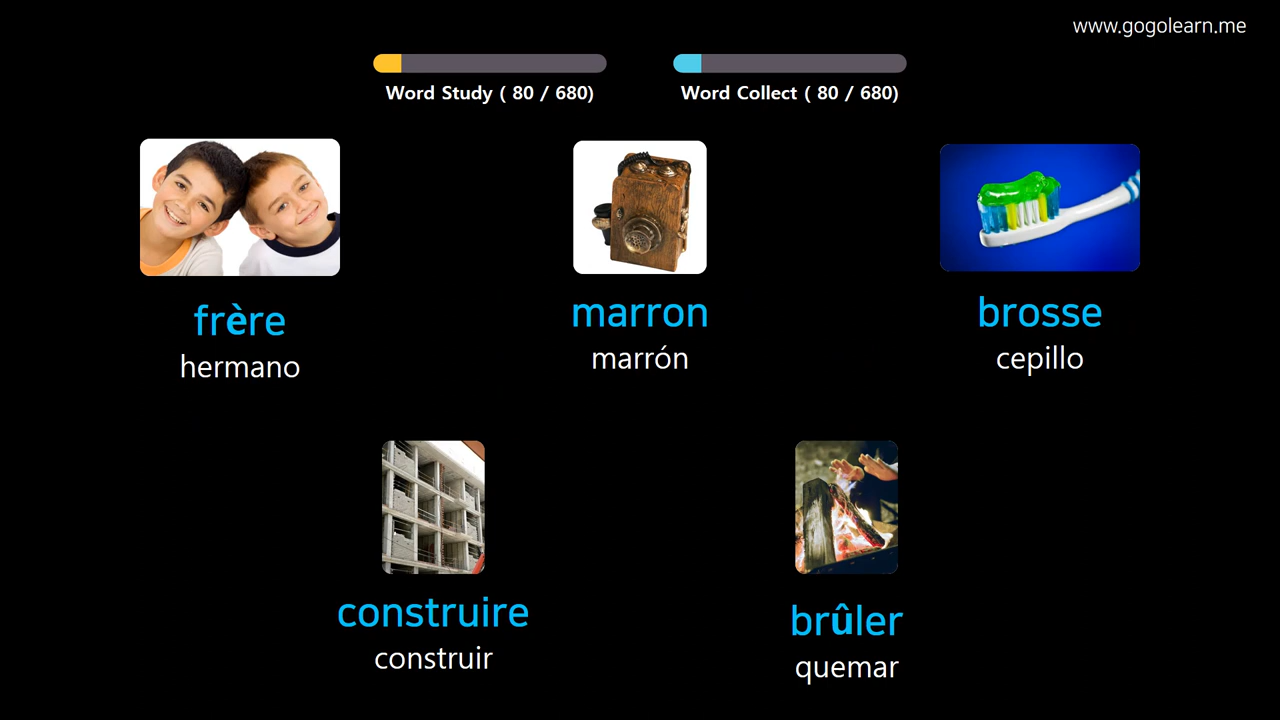 www.gogolearn.me
Word Study ( 80 / 680)
Word Collect ( 80 / 680)
frère
hermano
marron
marrón
brosse
cepillo
construire
construir
brûler
quemar